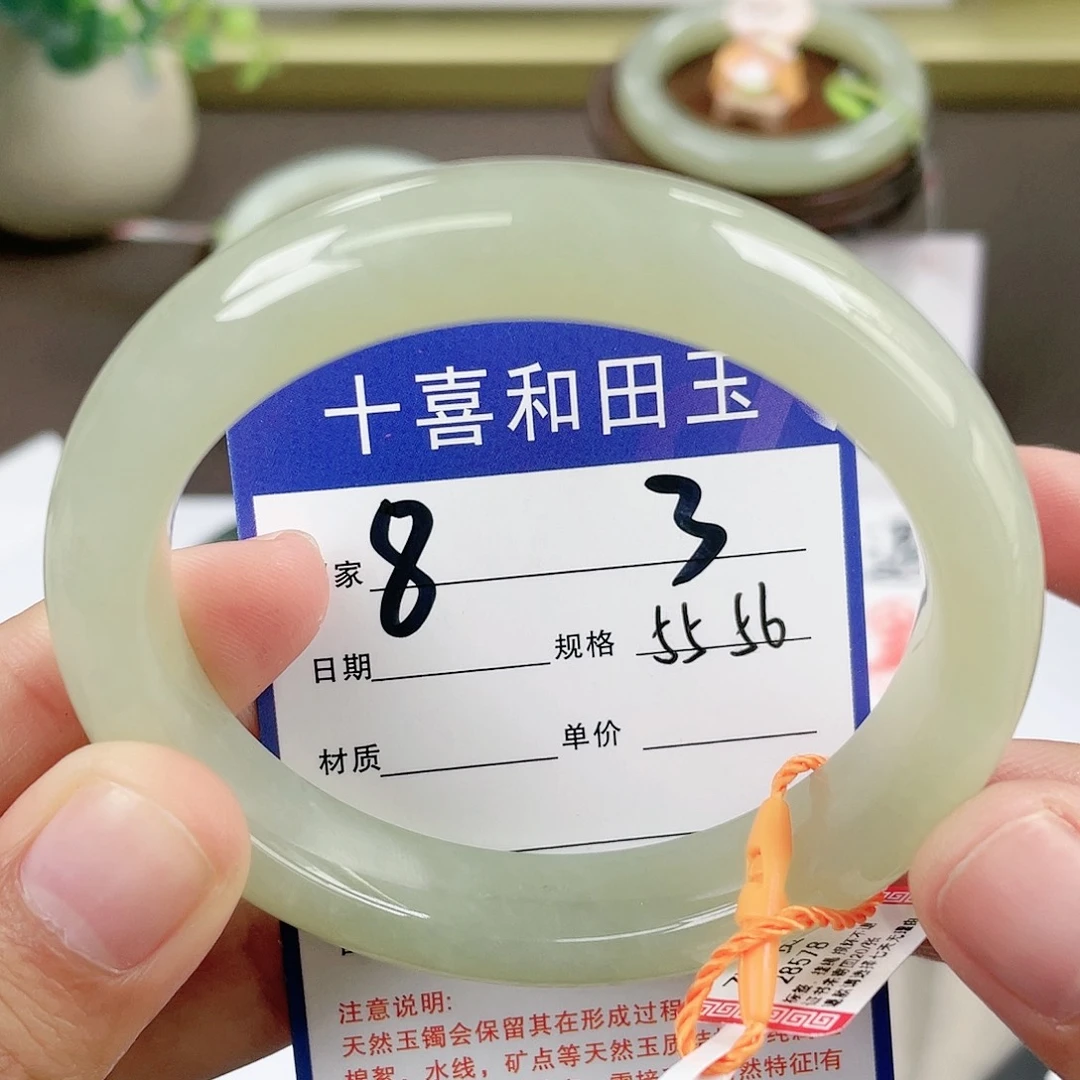 十喜和田玉
家 8 3
日期 规格 55 56
材质 单价
注意说明:
天然玉镯会保留其在形成过程
棉絮, 水线, 矿点等天然玉质
然特征!有
28578